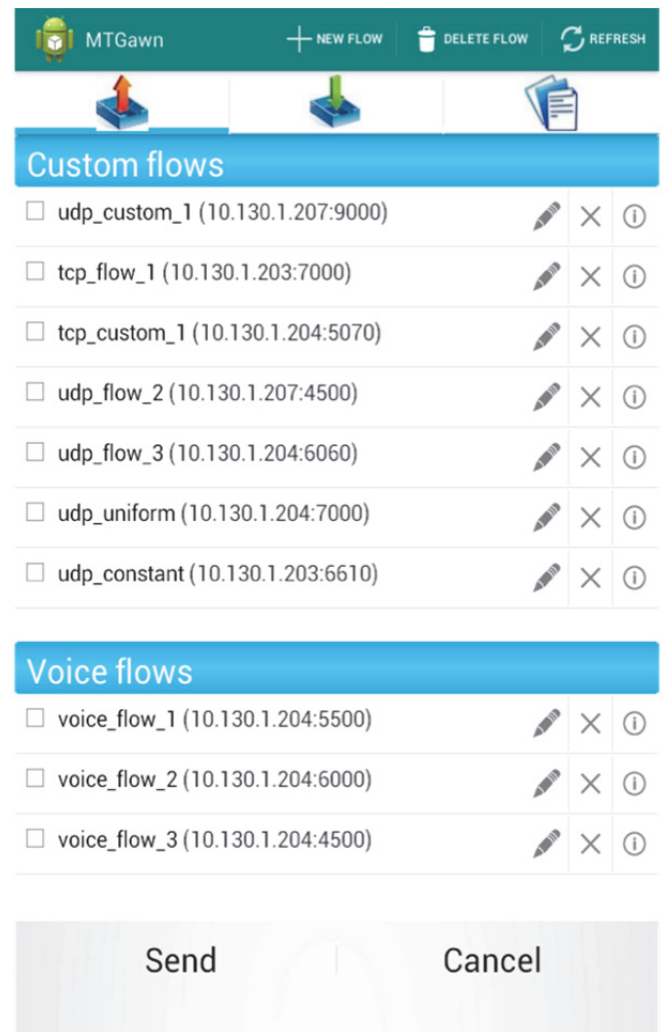 MTGawn NEW FLOW DELETE FLOW REFRESH
Custom flows
udp_custom_1 (10.130.1.207:9000)
tcp_flow_1 (10.130.1.203:7000)
tcp_custom_1 (10.130.1.204:5070)
udp_flow_2 (10.130.1.207:4500)
udp_flow_3 (10.130.1.204:6060)
udp_uniform (10.130.1.204:7000)
udp_constant (10.130.1.203:6610)
Voice flows
voice_flow_1 (10.130.1.204:5500)
voice_flow_2 (10.130.1.204:6000)
voice_flow_3 (10.130.1.204:4500)
Send Cancel